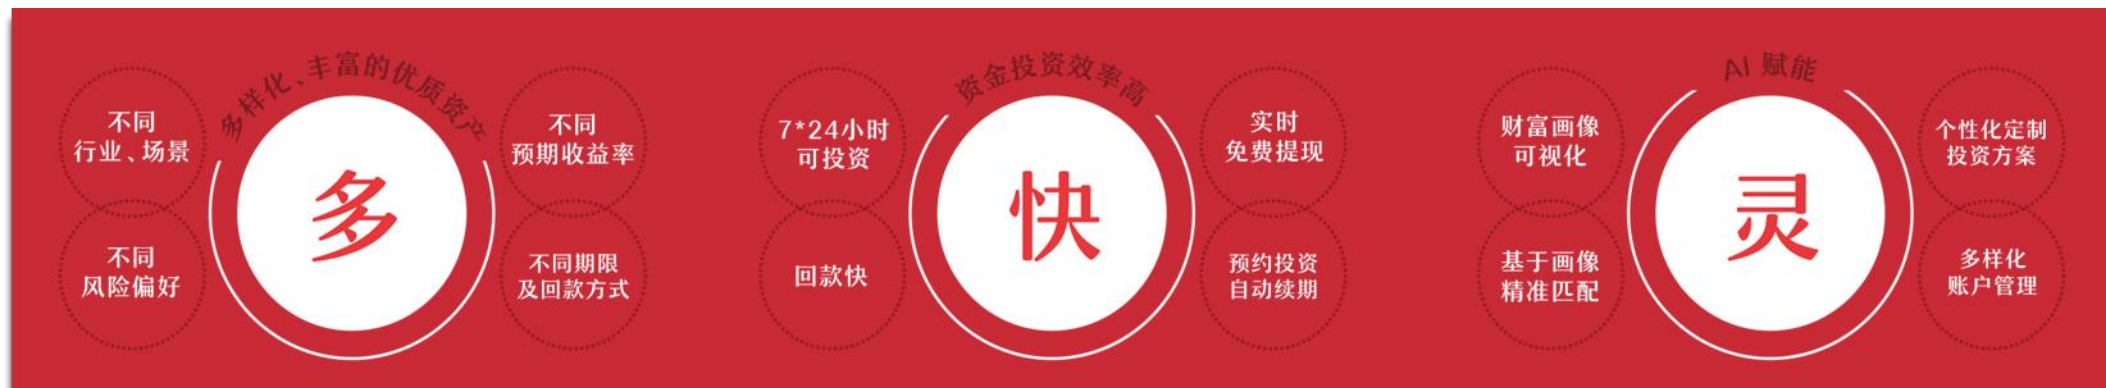 多样化、丰富的优质资产
多
不同
行业、场景
不同
预期收益率
不同
风险偏好
不同期限
及回款方式
资金投资效率高
快
7*24小时
可投资
实时
免费提现
回款快
预约投资
自动续期
AI 赋能
灵
财富画像
可视化
个性化定制
投资方案
基于画像
精准匹配
多样化
账户管理